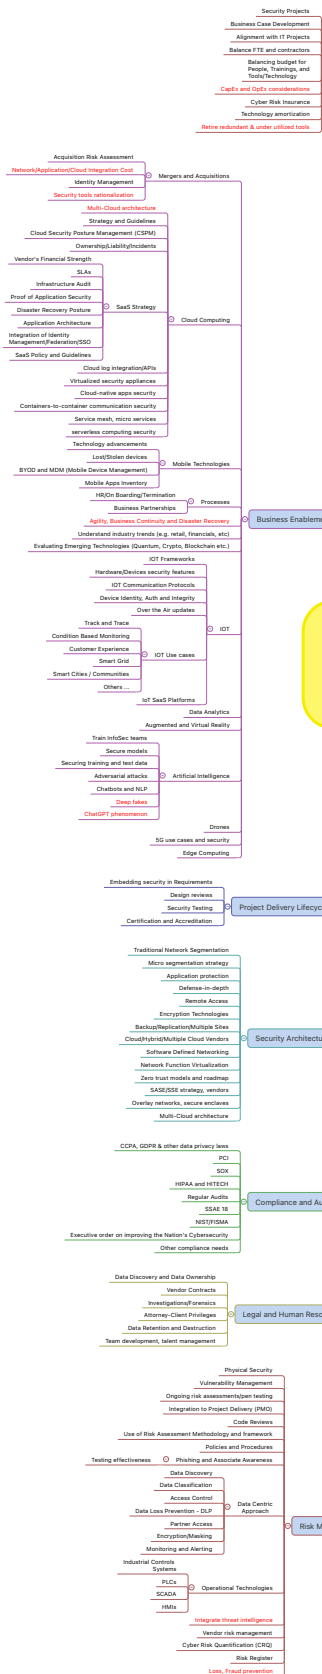 Security Projects
Business Case Development
Alignment with IT Projects
Balance FTE and contractors
Balancing budget for
People, Trainings, and
Tools/Technology
CapEx and OpEx considerations
Cyber Risk Insurance
Technology amortization
Retire redundant & under utilized tools
Acquisition Risk Assessment
Network/Application/Cloud Integration Cost
Identity Management
Security tools rationalization
Mergers and Acquisitions
Multi-Cloud architecture
Strategy and Guidelines
Cloud Security Posture Management (CSPM)
Ownership/Liability/Incidents
Vendor's Financial Strength
SLAs
Infrastructure Audit
Proof of Application Security
Disaster Recovery Posture
Application Architecture
Integration of Identity
Management/Federation/SSO
SaaS Policy and Guidelines
SaaS Strategy
Cloud log integration/APIs
Virtualized security appliances
Cloud-native apps security
Containers-to-container communication security
Service mesh, micro services
serverless computing security
Cloud Computing
Technology advancements
Lost/Stolen devices
BYOD and MDM (Mobile Device Management)
Mobile Apps Inventory
Mobile Technologies
HR/On Boarding/Termination
Business Partnerships
Processes
Agility, Business Continuity and Disaster Recovery
Understand industry trends (e.g. retail, financials, etc)
Evaluating Emerging Technologies (Quantum, Crypto, Blockchain etc.)
IOT Frameworks
Hardware/Devices security features
IOT Communication Protocols
Device Identity, Auth and Integrity
Over the Air updates
Track and Trace
Condition Based Monitoring
Customer Experience
Smart Grid
Smart Cities / Communities
Others ...
IOT Use cases
IoT SaaS Platforms
IOT
Data Analytics
Augmented and Virtual Reality
Train InfoSec teams
Secure models
Securing training and test data
Adversarial attacks
Chatbots and NLP
Deep fakes
ChatGPT phenomenon
Artificial Intelligence
Drones
5G use cases and security
Edge Computing
Business Enableme
Embedding security in Requirements
Design reviews
Security Testing
Certification and Accreditation
Project Delivery Lifecyc
Traditional Network Segmentation
Micro segmentation strategy
Application protection
Defense-in-depth
Remote Access
Encryption Technologies
Backup/Replication/Multiple Sites
Cloud/Hybrid/Multiple Cloud Vendors
Software Defined Networking
Network Function Virtualization
Zero trust models and roadmap
SASE/SSE strategy, vendors
Overlay networks, secure enclaves
Multi-Cloud architecture
Security Architectu
CCPA, GDPR & other data privacy laws
PCI
SOX
HIPAA and HITECH
Regular Audits
SSAE 18
NIST/FISMA
Executive order on improving the Nation's Cybersecurity
Other compliance needs
Compliance and Au
Data Discovery and Data Ownership
Vendor Contracts
Investigations/Forensics
Attorney-Client Privileges
Data Retention and Destruction
Team development, talent management
Legal and Human Reso
Physical Security
Vulnerability Management
Ongoing risk assessments/pen testing
Integration to Project Delivery (PMO)
Code Reviews
Use of Risk Assessment Methodology and framework
Policies and Procedures
Testing effectiveness
Phishing and Associate Awareness
Data Discovery
Data Classification
Access Control
Data Loss Prevention - DLP
Partner Access
Encryption/Masking
Monitoring and Alerting
Data Centric
Approach
Industrial Controls
Systems
PLCs
SCADA
HMIs
Operational Technologies
Integrate threat intelligence
Vendor risk management
Cyber Risk Quantification (CRQ)
Risk Register
Loss, Fraud prevention
Risk M